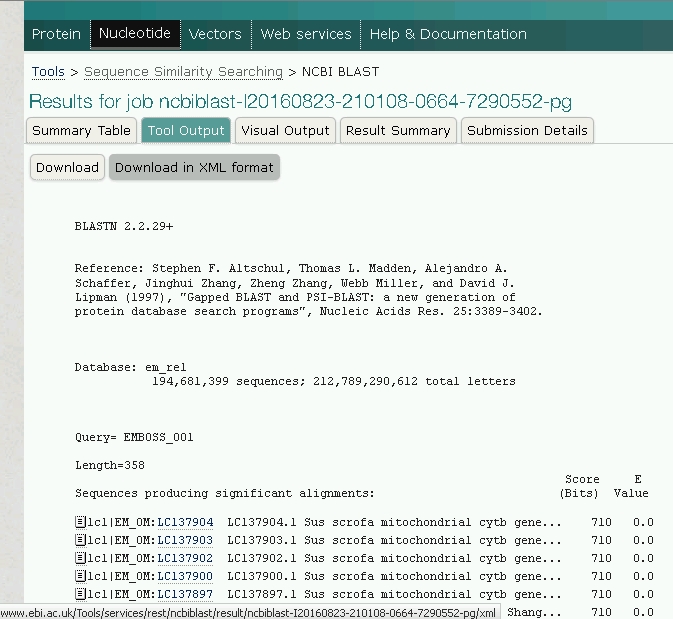 Protein Nucleotide Vectors Web services Help & Documentation
Tools > Sequence Similarity Searching > NCBI BLAST
Results for job ncbiblast-I20160823-210108-0664-7290552-pg
Summary Table Tool Output Visual Output Result Summary Submission Details
Download Download in XML format
BLASTN 2.2.29+
Reference: Stephen F. Altschul, Thomas L. Madden, Alejandro A.
Schaffer, Jinghui Zhang, Zheng Zhang, Webb Miller, and David J.
Lipman (1997), "Gapped BLAST and PSI-BLAST: a new generation of
protein database search programs", Nucleic Acids Res. 25:3389-3402.
Database: em_rel
194,681,399 sequences; 212,789,290,612 total letters
Query= EMBOSS_001
Length=358
Score E
Sequences producing significant alignments: (Bits) Value
lcl|EM_OM:LC137904 LC137904.1 Sus scrofa mitochondrial cytb gene... 710 0.0
lcl|EM_OM:LC137903 LC137903.1 Sus scrofa mitochondrial cytb gene... 710 0.0
lcl|EM_OM:LC137902 LC137902.1 Sus scrofa mitochondrial cytb gene... 710 0.0
lcl|EM_OM:LC137900 LC137900.1 Sus scrofa mitochondrial cytb gene... 710 0.0
lcl|EM_OM:LC137897 LC137897.1 Sus scrofa mitochondrial cytb gene... 710 0.0
www.ebi.ac.uk/Tools/services/rest/ncbiblast/result/ncbiblast-I20160823-210108-0664-7290552-pg/xml Shang... 710 0.0